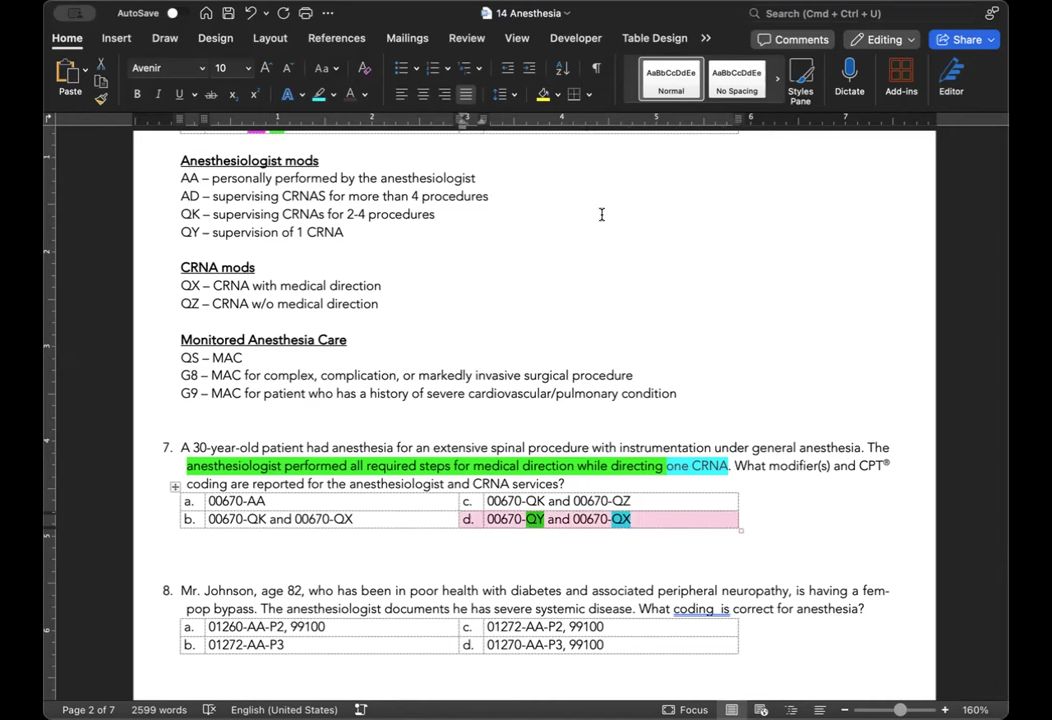 AutoSave
14 Anesthesia
Search (Cmd + Ctrl + U)
Home Insert Draw Design Layout References Mailings Review View Developer Table Design
Comments Editing Share
Paste
Avenir 10
AaBbCcDdEe Normal
AaBbCcDdEe No Spacing
Styles Pane
Dictate
Add-ins
Editor
1 2 3 4 5 6 7
Anesthesiologist mods
AA – personally performed by the anesthesiologist
AD – supervising CRNAS for more than 4 procedures
QK – supervising CRNAs for 2-4 procedures
QY – supervision of 1 CRNA
CRNA mods
QX – CRNA with medical direction
QZ – CRNA w/o medical direction
Monitored Anesthesia Care
QS – MAC
G8 – MAC for complex, complication, or markedly invasive surgical procedure
G9 – MAC for patient who has a history of severe cardiovascular/pulmonary condition
7. A 30-year-old patient had anesthesia for an extensive spinal procedure with instrumentation under general anesthesia. The
anesthesiologist performed all required steps for medical direction while directing one CRNA. What modifier(s) and CPT®
coding are reported for the anesthesiologist and CRNA services?
a. 00670-AA c. 00670-QK and 00670-QZ
b. 00670-QK and 00670-QX d. 00670-QY and 00670-QX
8. Mr. Johnson, age 82, who has been in poor health with diabetes and associated peripheral neuropathy, is having a fem-
pop bypass. The anesthesiologist documents he has severe systemic disease. What coding  is correct for anesthesia?
a. 01260-AA-P2, 99100 c. 01272-AA-P2, 99100
b. 01272-AA-P3 d. 01270-AA-P3, 99100
Page 2 of 7 2599 words English (United States) Focus 160%